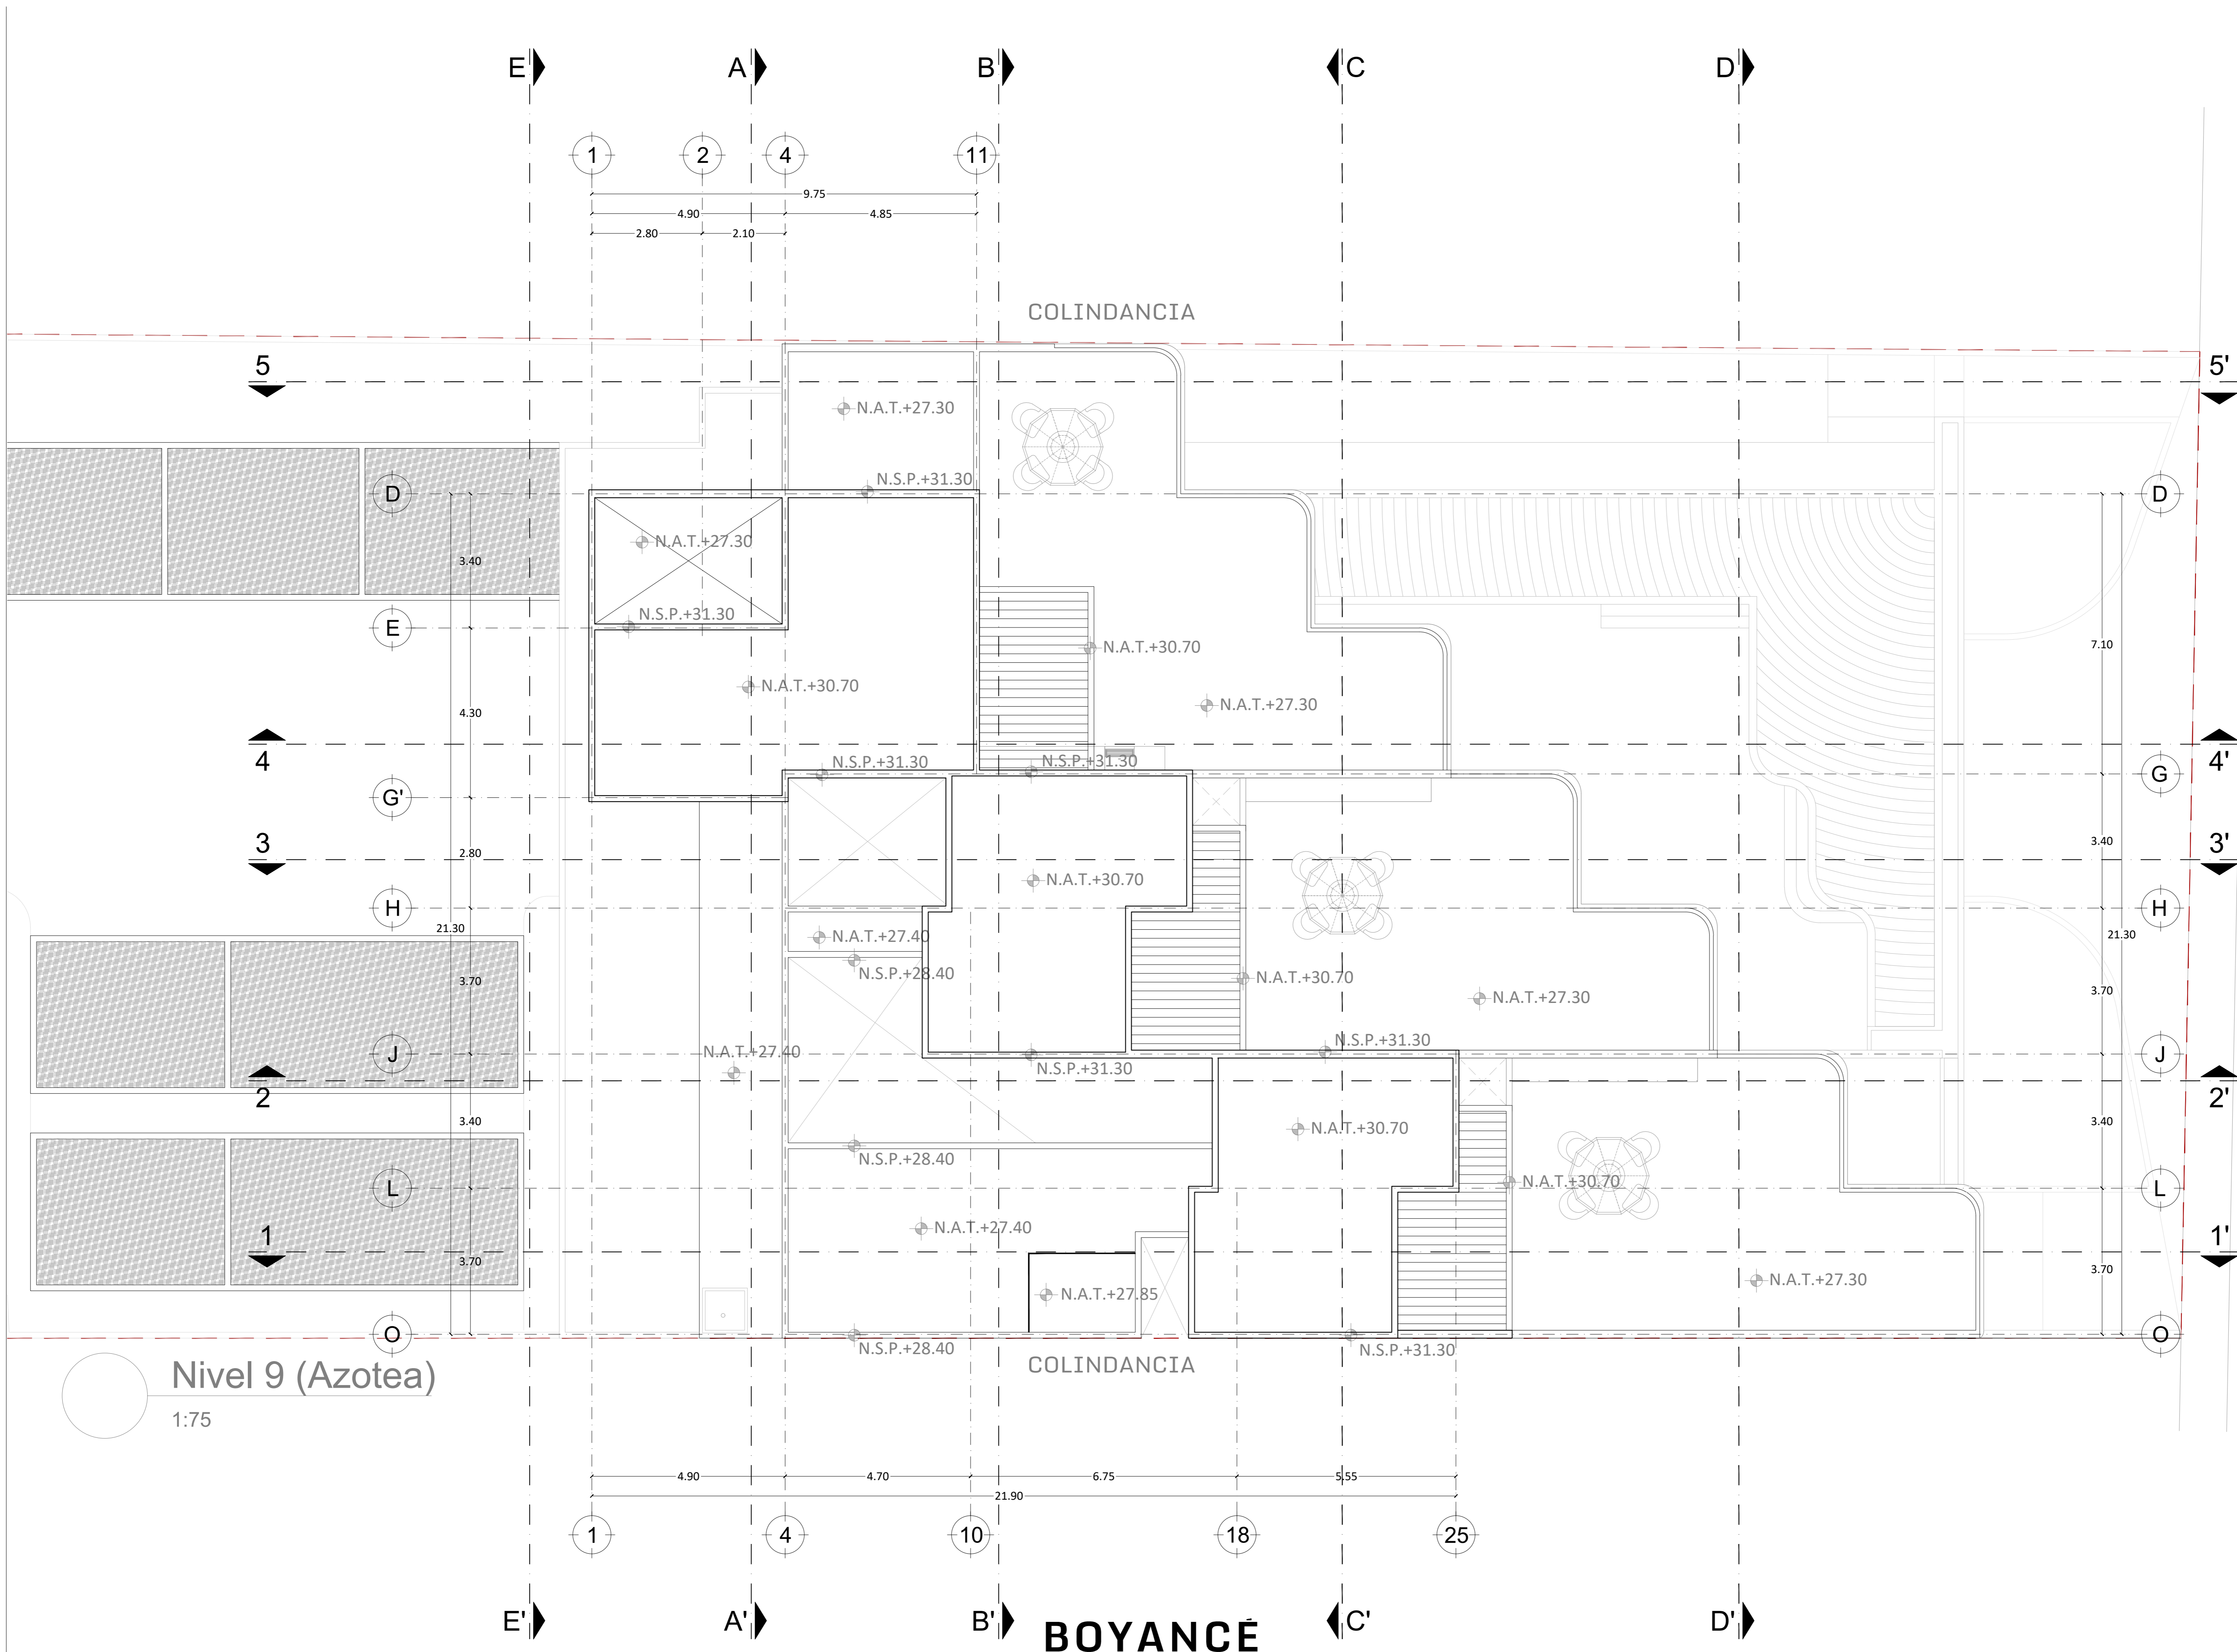 E A B C D
1 2 4 11
9.75
4.90 4.85
2.80 2.10
COLINDANCIA
5 5'
N.A.T.+27.30
N.S.P.+31.30
D D
N.A.T.+27.30
3.40
N.S.P.+31.30
E
N.A.T.+30.70 7.10
N.A.T.+30.70
N.A.T.+27.30
4.30
4 4'
N.S.P.+31.30 N.S.P.+31.30
G
G'
3 3'
2.80 3.40
N.A.T.+30.70
H H
21.30 21.30
N.A.T.+27.40
N.S.P.+28.40
N.A.T.+30.70
3.70 3.70
N.A.T.+27.30
N.S.P.+31.30
J J
N.A.T.+27.40
N.S.P.+31.30
2 2'
3.40 3.40
N.A.T.+30.70
N.S.P.+28.40
N.A.T.+30.70
L L
N.A.T.+27.40
1 1'
3.70 3.70
N.A.T.+27.30
N.A.T.+27.85
O O
N.S.P.+28.40 N.S.P.+31.30
COLINDANCIA
Nivel 9 (Azotea)
1:75
4.90 4.70 6.75 5.55
21.90
1 4 10 18 25
E' A' B' C' D'
BOYANCÉ